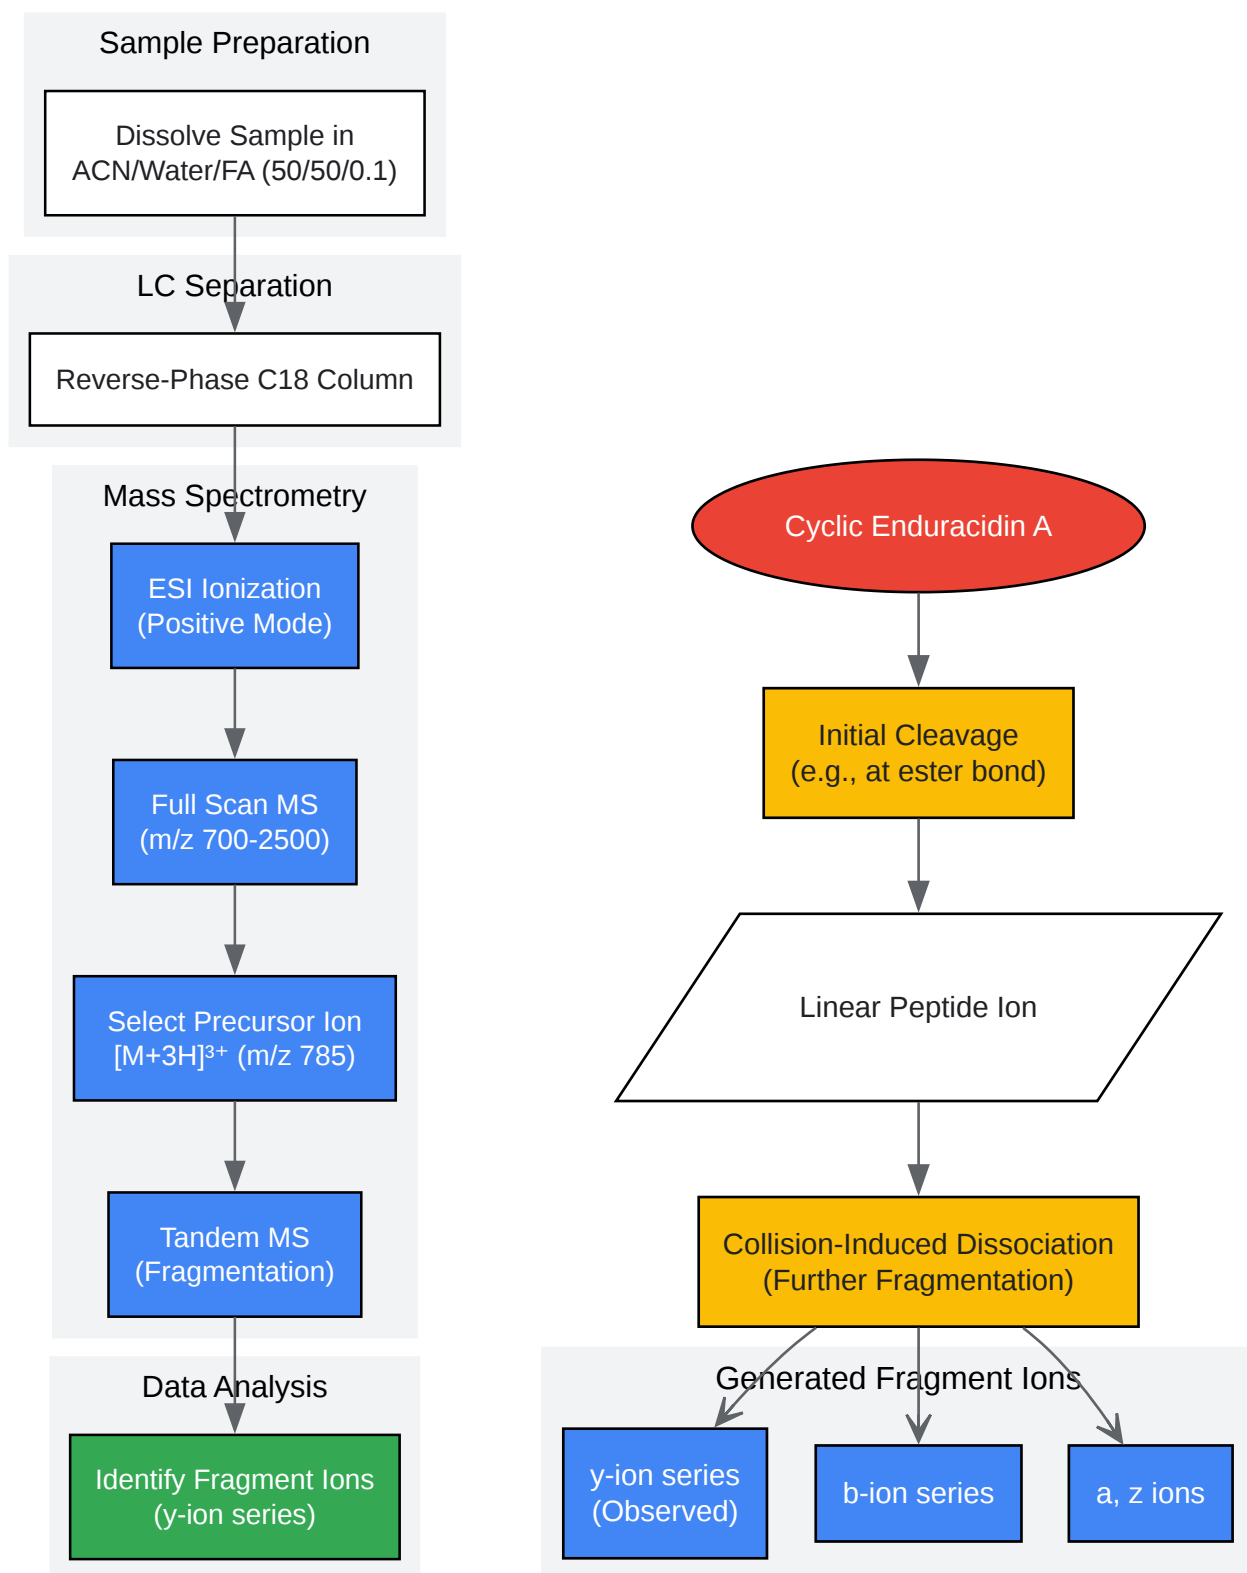 Sample Preparation
Dissolve Sample in
ACN/Water/FA (50/50/0.1)
LC Separation
Reverse-Phase C18 Column
Mass Spectrometry
ESI Ionization
(Positive Mode)
Full Scan MS
(m/z 700-2500)
Select Precursor Ion
[M+3H]³⁺ (m/z 785)
Tandem MS
(Fragmentation)
Data Analysis
Identify Fragment Ions
(y-ion series)
Cyclic Enduracidin A
Initial Cleavage
(e.g., at ester bond)
Linear Peptide Ion
Collision-Induced Dissociation
(Further Fragmentation)
Generated Fragment Ions
y-ion series
(Observed)
b-ion series
a, z ions